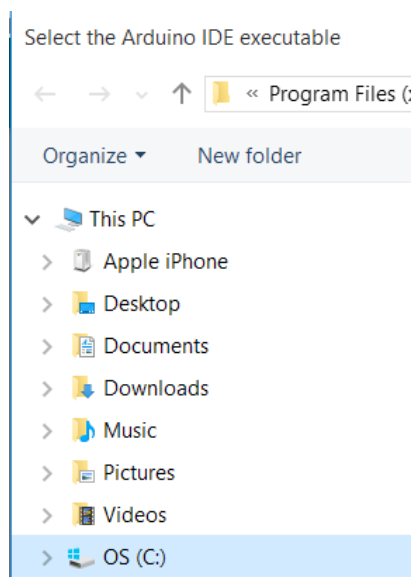 Select the Arduino IDE executable
« Program Files (
Organize New folder
This PC
Apple iPhone
Desktop
Documents
Downloads
Music
Pictures
Videos
OS (C:)